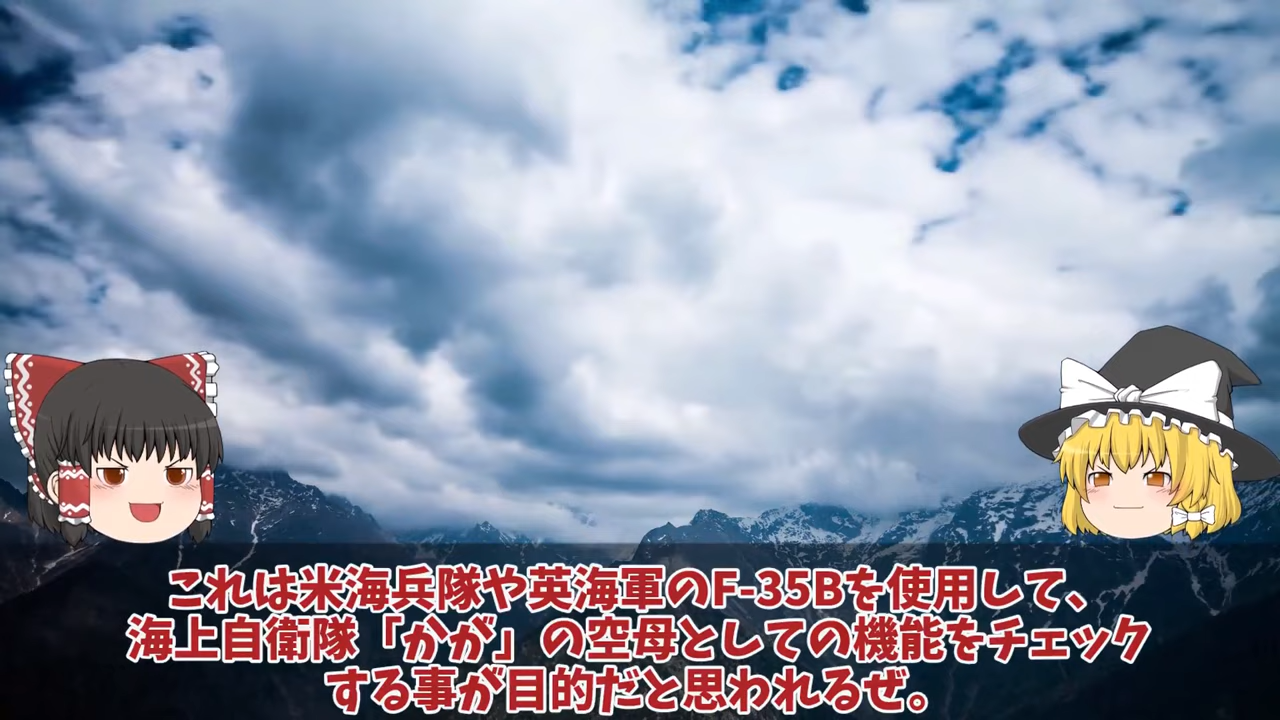 これは米海兵隊や英海軍のF-35Bを使用して、
海上自衛隊「かが」の空母としての機能をチェック
する事が目的だと思われるぜ。